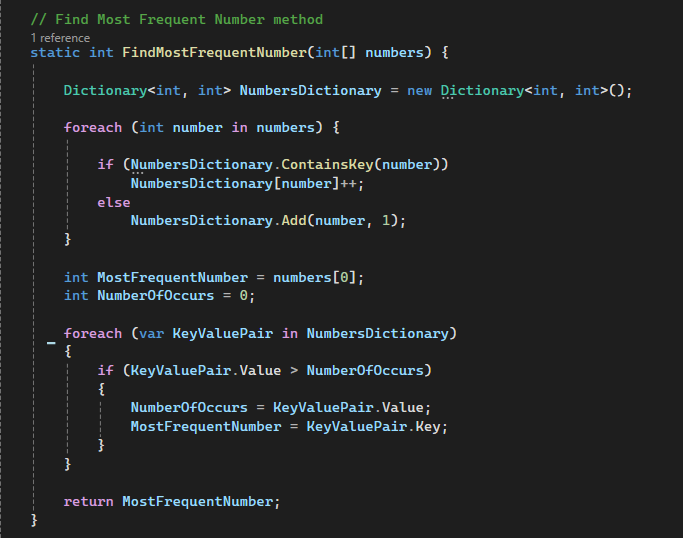 // Find Most Frequent Number method
1 reference
static int FindMostFrequentNumber(int[] numbers) {
Dictionary<int, int> NumbersDictionary = new Dictionary<int, int>();
foreach (int number in numbers) {
if (NumbersDictionary.ContainsKey(number))
NumbersDictionary[number]++;
else
NumbersDictionary.Add(number, 1);
}
int MostFrequentNumber = numbers[0];
int NumberOfOccurs = 0;
foreach (var KeyValuePair in NumbersDictionary)
{
if (KeyValuePair.Value > NumberOfOccurs)
{
NumberOfOccurs = KeyValuePair.Value;
MostFrequentNumber = KeyValuePair.Key;
}
}
return MostFrequentNumber;
}